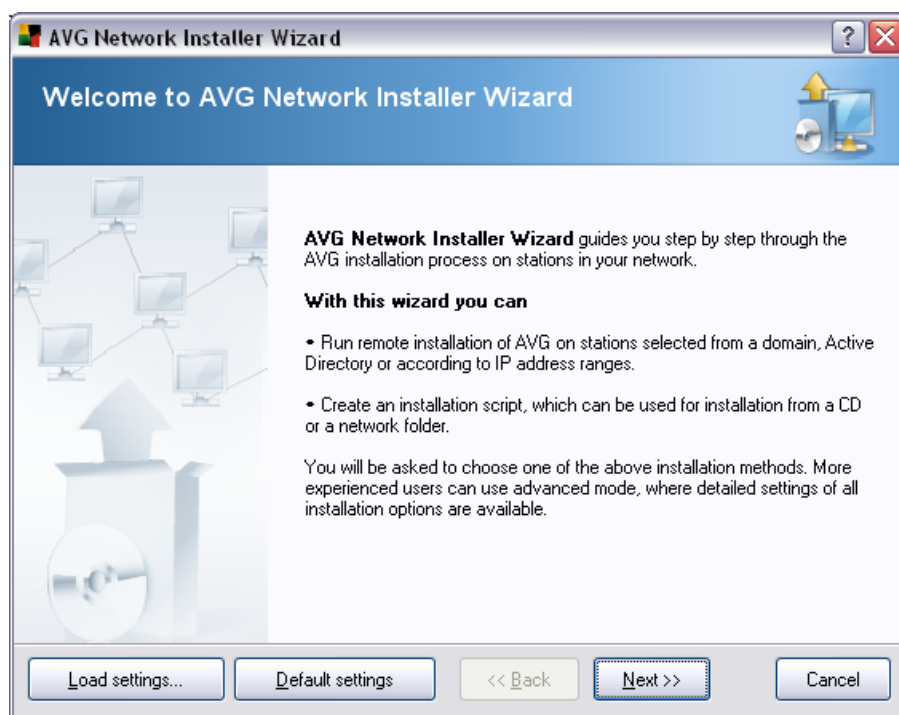 AVG Network Installer Wizard
Welcome to AVG Network Installer Wizard
AVG Network Installer Wizard guides you step by step through the
AVG installation process on stations in your network.
With this wizard you can
• Run remote installation of AVG on stations selected from a domain, Active
Directory or according to IP address ranges.
• Create an installation script, which can be used for installation from a CD
or a network folder.
You will be asked to choose one of the above installation methods. More
experienced users can use advanced mode, where detailed settings of all
installation options are available.
Load settings...
Default settings
<< Back
Next >>
Cancel